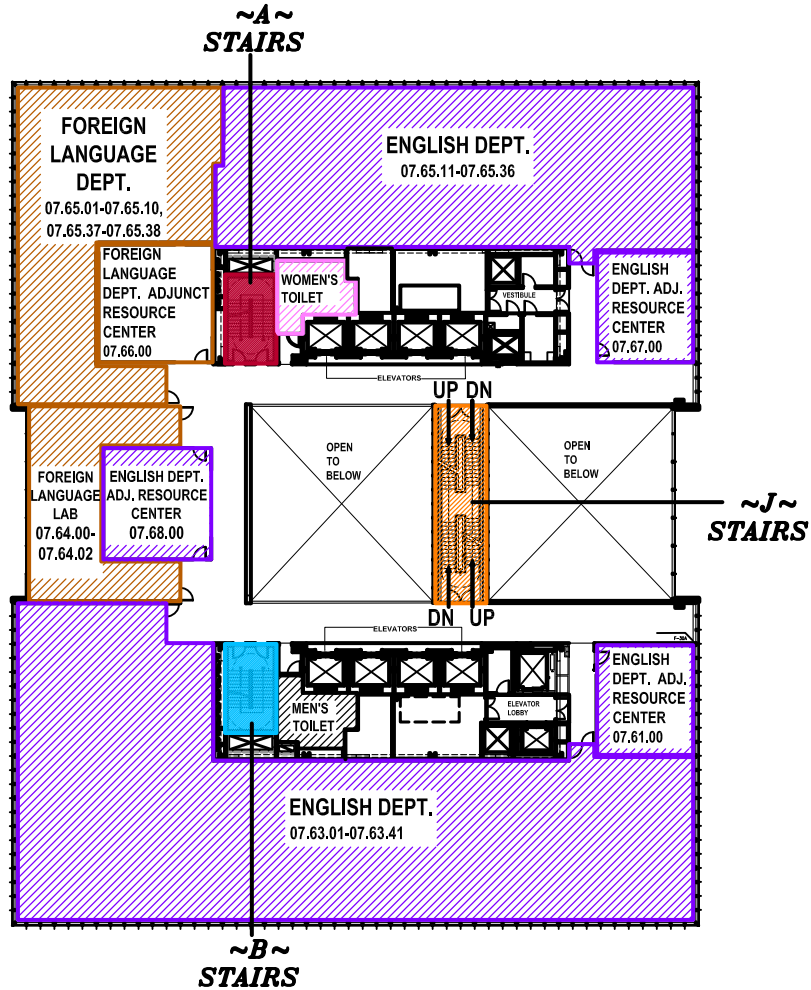 ~A~
STAIRS
FOREIGN
LANGUAGE
DEPT.
07.65.01-07.65.10,
07.65.37-07.65.38
ENGLISH DEPT.
07.65.11-07.65.36
FOREIGN
LANGUAGE
DEPT. ADJUNCT
RESOURCE
CENTER
07.66.00
WOMEN'S
TOILET
VESTIBULE
ENGLISH
DEPT. ADJ.
RESOURCE
CENTER
07.67.00
ELEVATORS
UP DN
OPEN
TO
BELOW
OPEN
TO
BELOW
FOREIGN
LANGUAGE
LAB
07.64.00-
07.64.02
ENGLISH DEPT.
ADJ. RESOURCE
CENTER
07.68.00
~J~
STAIRS
DN UP
ELEVATORS
F-30A
MEN'S
TOILET
ELEVATOR
LOBBY
ENGLISH
DEPT. ADJ.
RESOURCE
CENTER
07.61.00
ENGLISH DEPT.
07.63.01-07.63.41
~B~
STAIRS